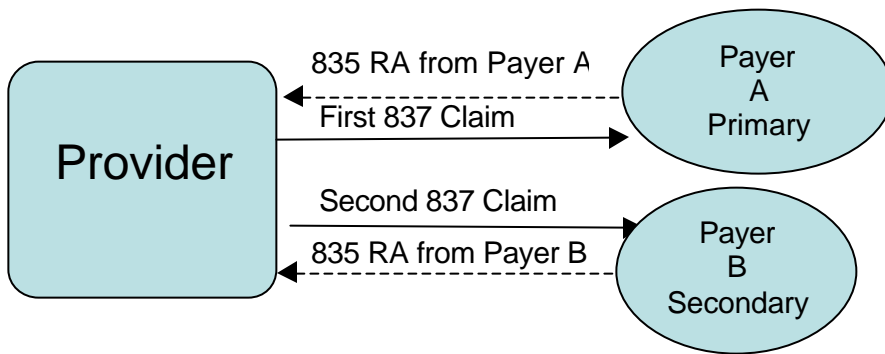 835 RA from Payer A
First 837 Claim
Provider
Second 837 Claim
835 RA from Payer B
Payer
A
Primary
Payer
B
Secondary